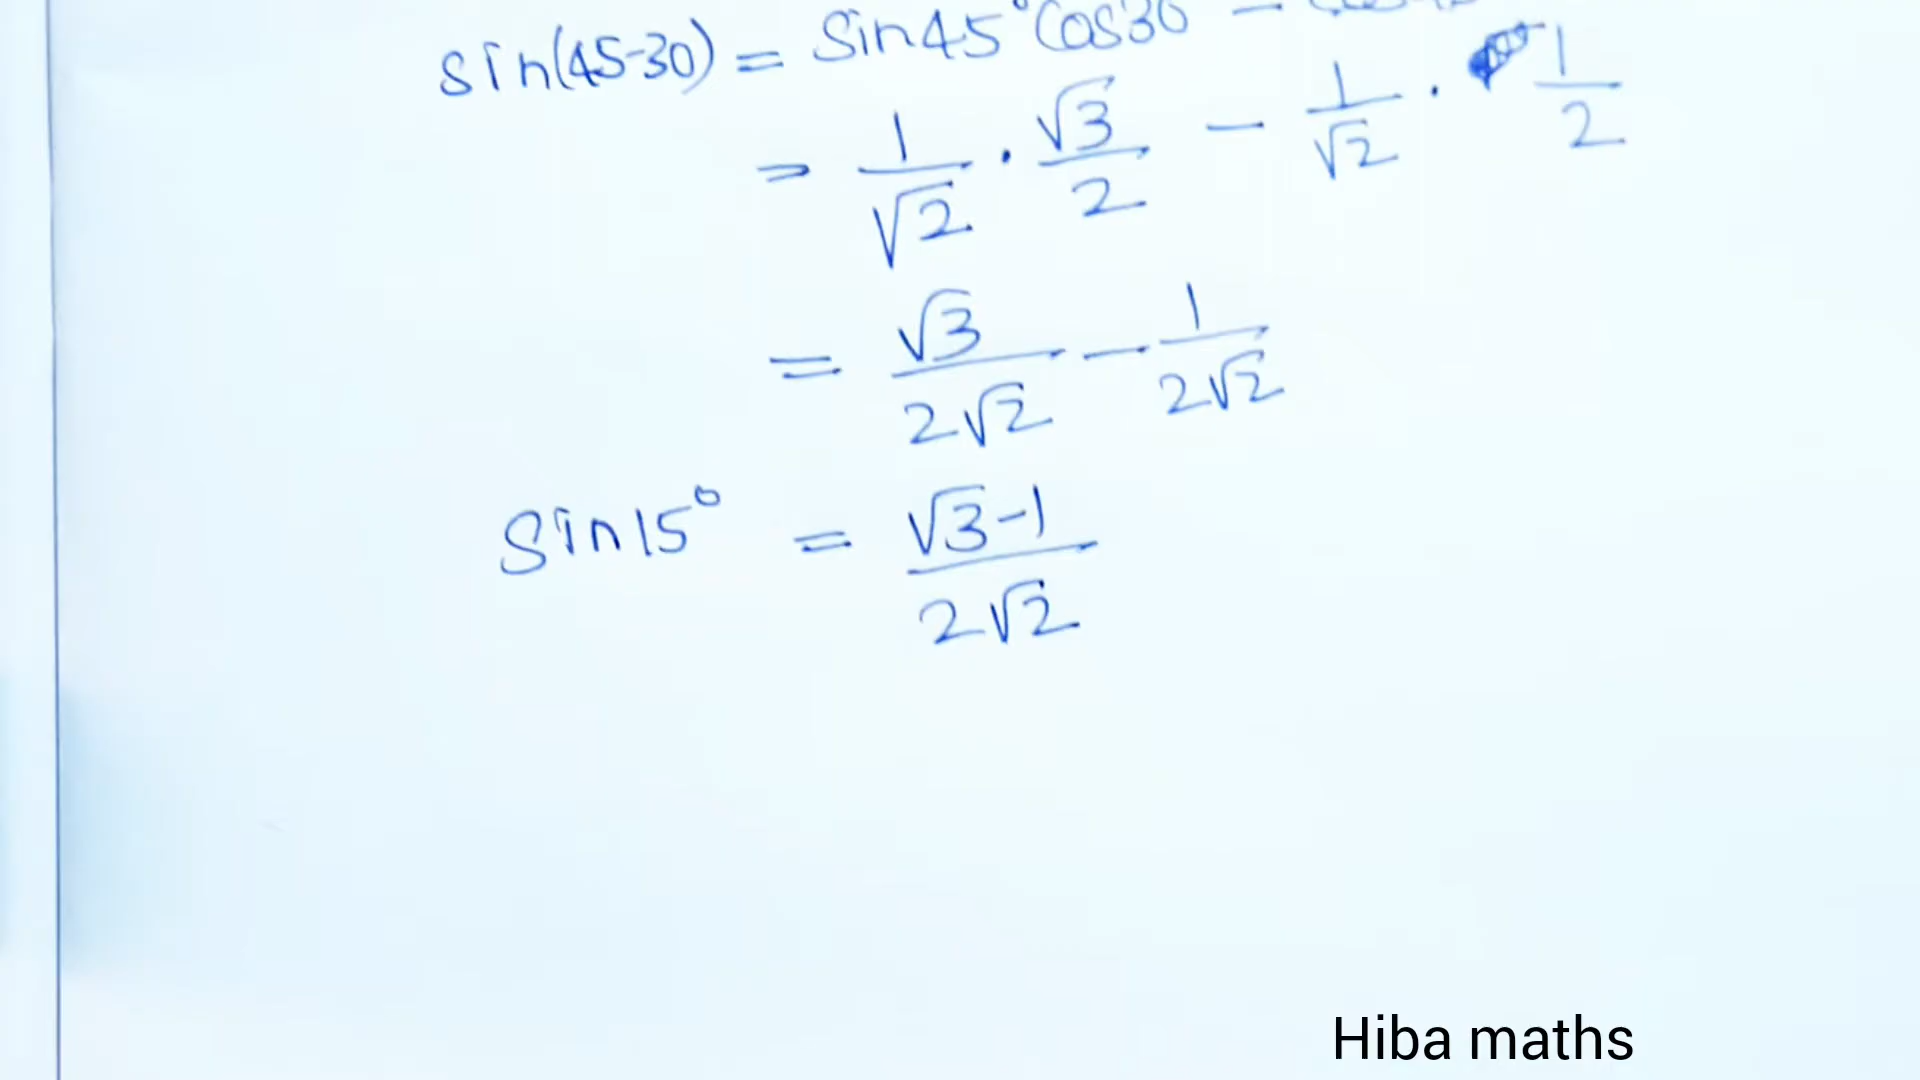 sin(45-30) = Sin45° Cos30 -
= 1/√2 · √3/2 - 1/√2 · 1/2
= √3/2√2 - 1/2√2
Sin15° = √3-1/2√2
Hiba maths